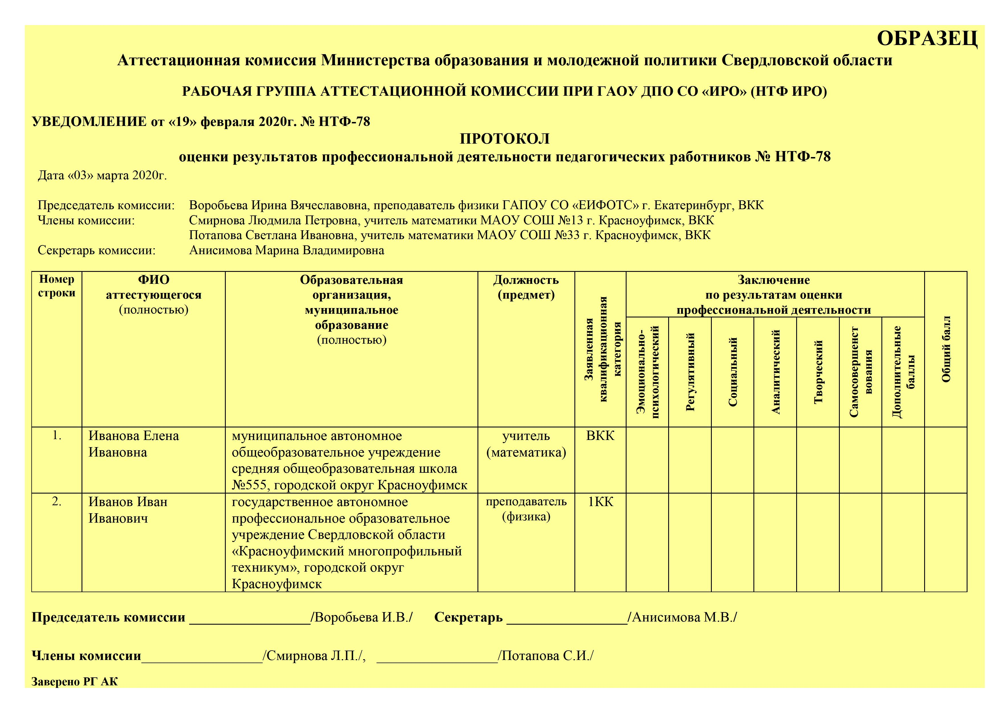 ОБРАЗЕЦ
Аттестационная комиссия Министерства образования и молодежной политики Свердловской области
РАБОЧАЯ ГРУППА АТТЕСТАЦИОННОЙ КОМИССИИ ПРИ ГАОУ ДПО СО «ИРО» (НТФ ИРО)
УВЕДОМЛЕНИЕ от «19» февраля 2020г. № НТФ-78
ПРОТОКОЛ
оценки результатов профессиональной деятельности педагогических работников № НТФ-78
Дата «03» марта 2020г.
Председатель комиссии: Воробьева Ирина Вячеславовна, преподаватель физики ГАПОУ СО «ЕИФОТС» г. Екатеринбург, ВКК
Члены комиссии: Смирнова Людмила Петровна, учитель математики МАОУ СОШ №13 г. Красноуфимск, ВКК
Потапова Светлана Ивановна, учитель математики МАОУ СОШ №33 г. Красноуфимск, ВКК
Секретарь комиссии: Анисимова Марина Владимировна
Номер
строки
ФИО
аттестующегося
(полностью)
Образовательная
организация,
муниципальное
образование
(полностью)
Должность
(предмет)
Заявленная
квалификационная
категория
Заключение
по результатам оценки
профессиональной деятельности
Эмоционально-
психологический
Регулятивный
Социальный
Аналитический
Творческий
Самосовершенст
вования
Дополнительные
баллы
Общий балл
1.
Иванова Елена
Ивановна
муниципальное автономное
общеобразовательное учреждение
средняя общеобразовательная школа
№555, городской округ Красноуфимск
учитель
(математика)
ВКК
2.
Иванов Иван
Иванович
государственное автономное
профессиональное образовательное
учреждение Свердловской области
«Красноуфимский многопрофильный
техникум», городской округ
Красноуфимск
преподаватель
(физика)
1КК
Председатель комиссии _________________/Воробьева И.В./ Секретарь _________________/Анисимова М.В./
Члены комиссии_________________/Смирнова Л.П./, _________________/Потапова С.И./
Заверено РГ АК